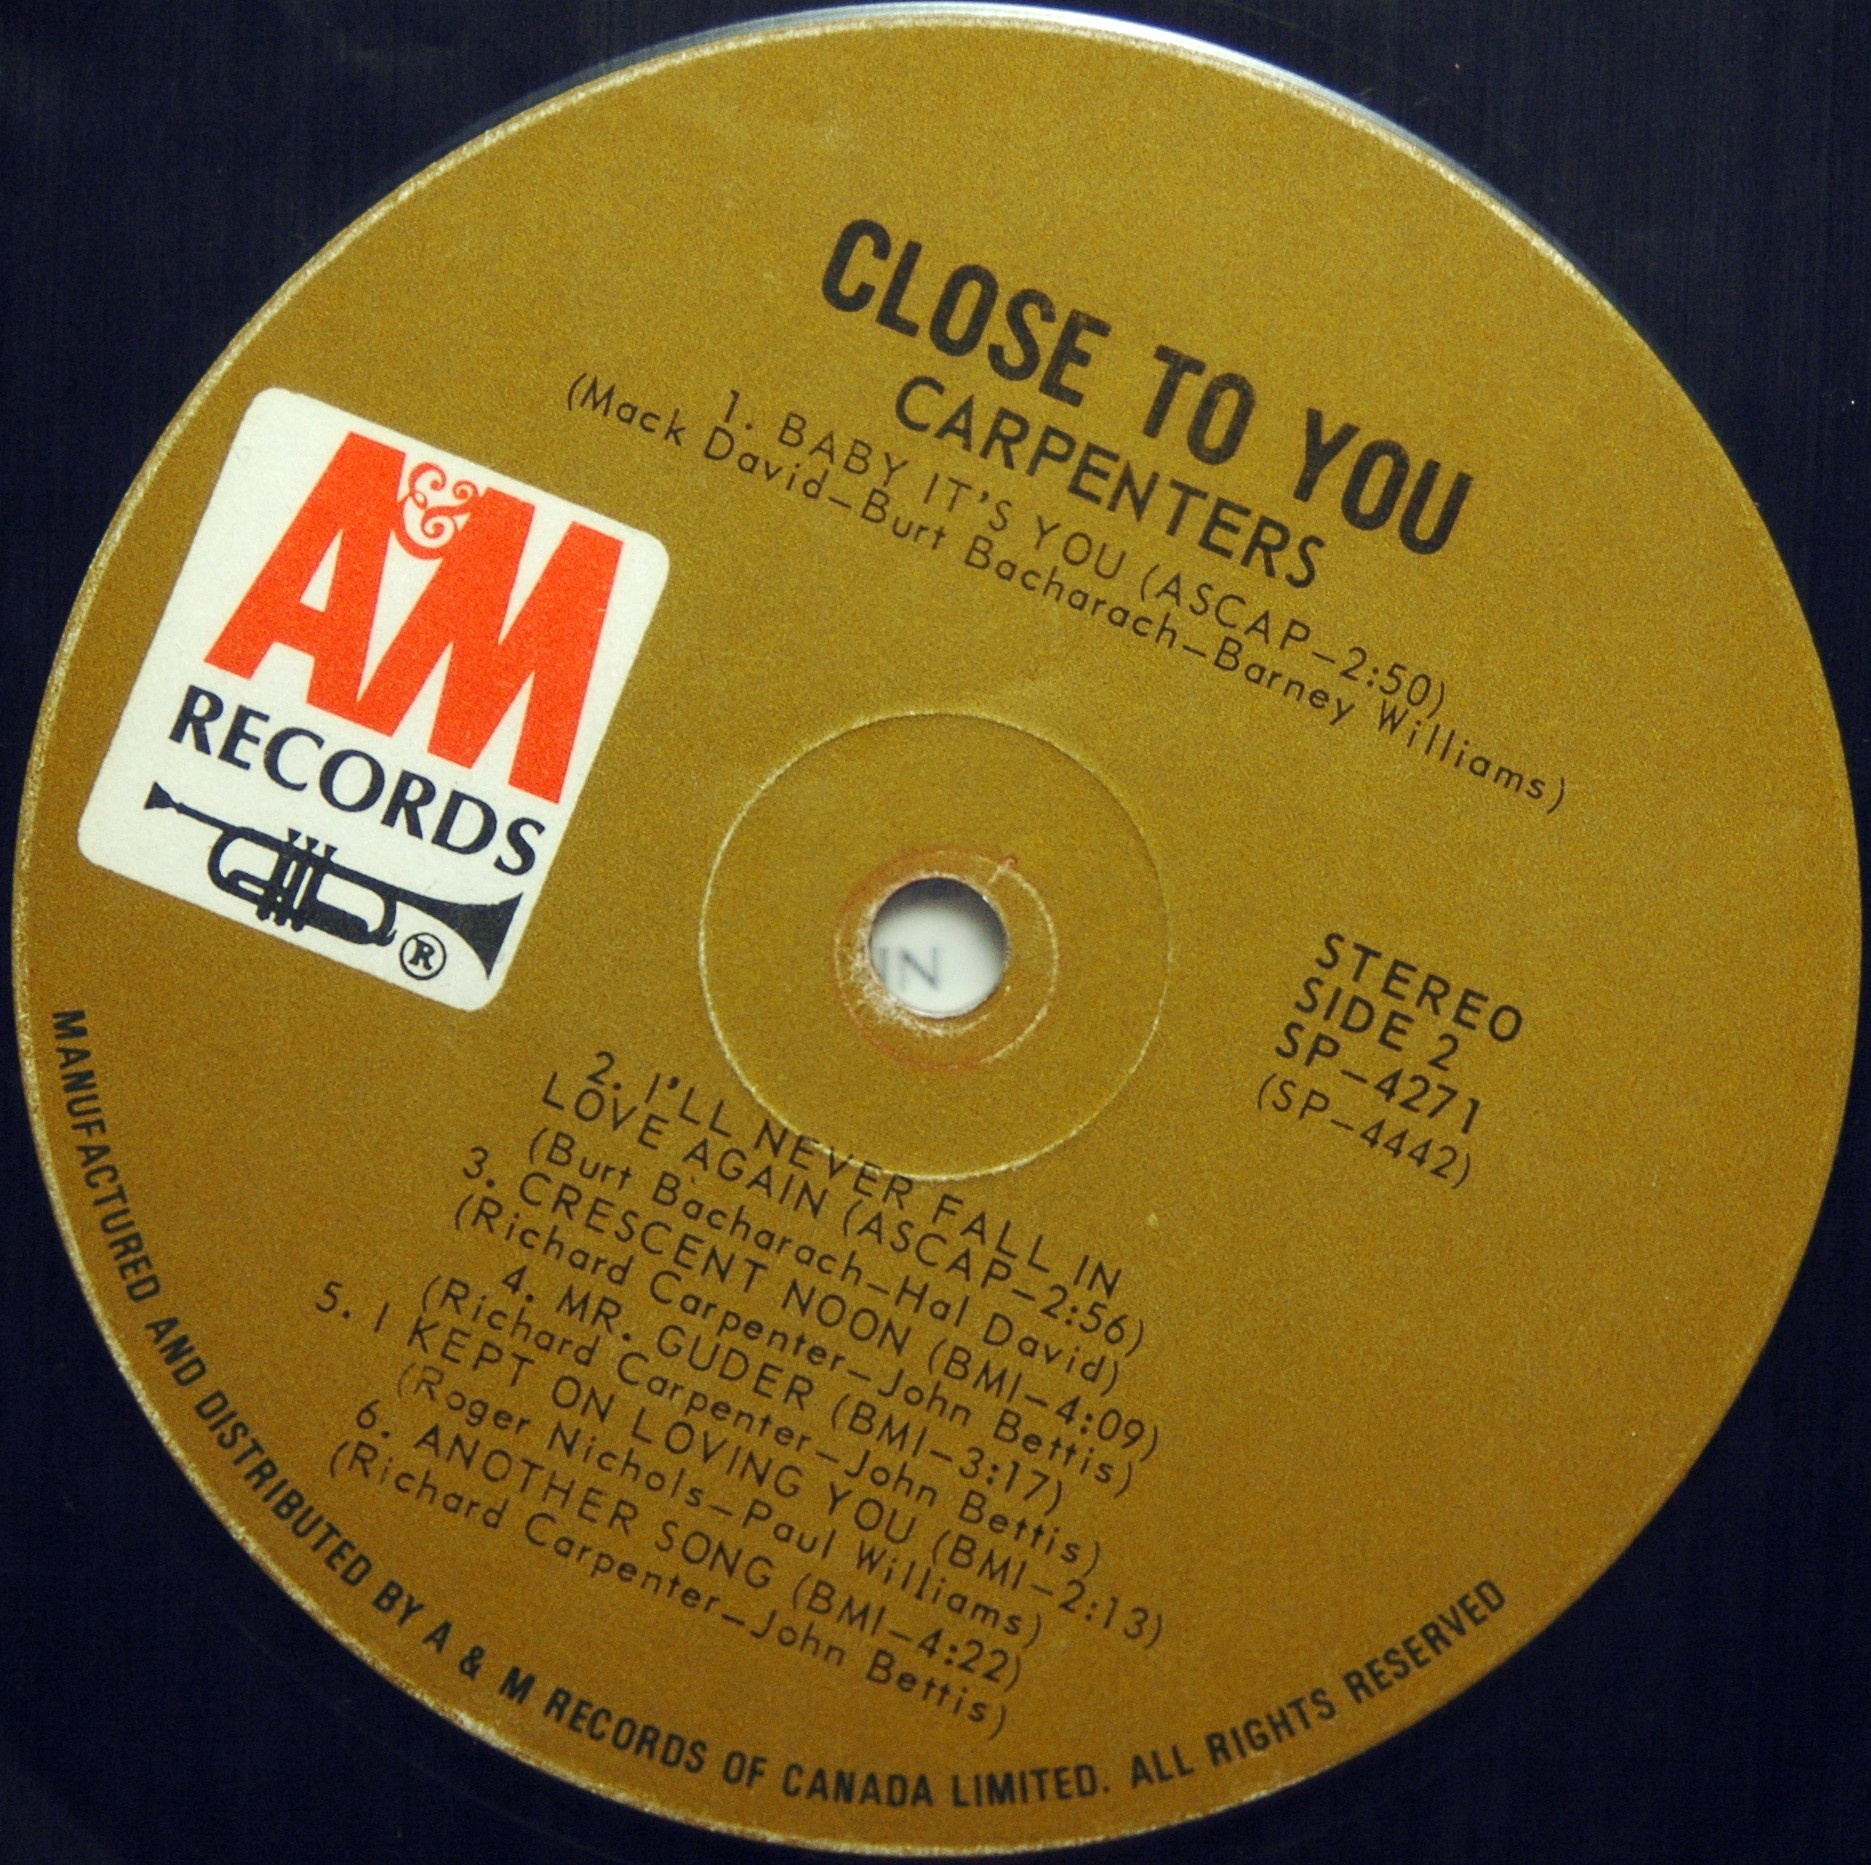 CLOSE TO YOU
CARPENTERS
1. BABY IT'S YOU (ASCAP–2:50)
(Mack David–Burt Bacharach–Barney Williams)
A&M
RECORDS
®
STEREO
SIDE 2
SP–4271
(SP–4442)
IN
2. I'LL NEVER FALL IN
LOVE AGAIN (ASCAP–2:56)
(Burt Bacharach–Hal David)
3. CRESCENT NOON (BMI–4:09)
(Richard Carpenter–John Bettis)
4. MR. GUDER (BMI–3:17)
(Richard Carpenter–John Bettis)
5. I KEPT ON LOVING YOU (BMI–2:13)
(Roger Nichols–Paul Williams)
6. ANOTHER SONG (BMI–4:22)
(Richard Carpenter–John Bettis)
MANUFACTURED AND DISTRIBUTED BY A & M RECORDS OF CANADA LIMITED. ALL RIGHTS RESERVED